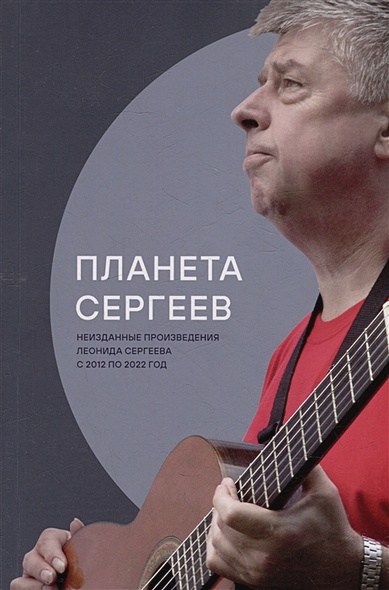 ПЛАНЕТА
СЕРГЕЕВ
НЕИЗДАННЫЕ ПРОИЗВЕДЕНИЯ
ЛЕОНИДА СЕРГЕЕВА
С 2012 ПО 2022 ГОД